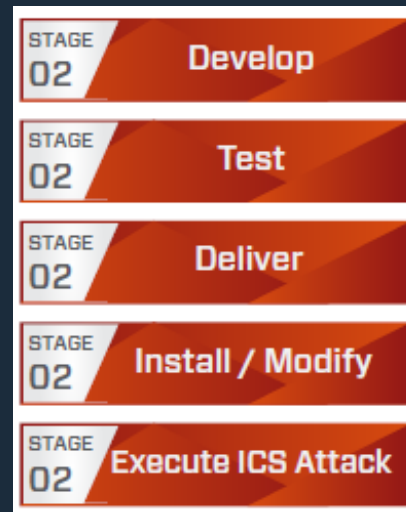 STAGE
02
Develop
STAGE
02
Test
STAGE
02
Deliver
STAGE
02
Install / Modify
STAGE
02
Execute ICS Attack